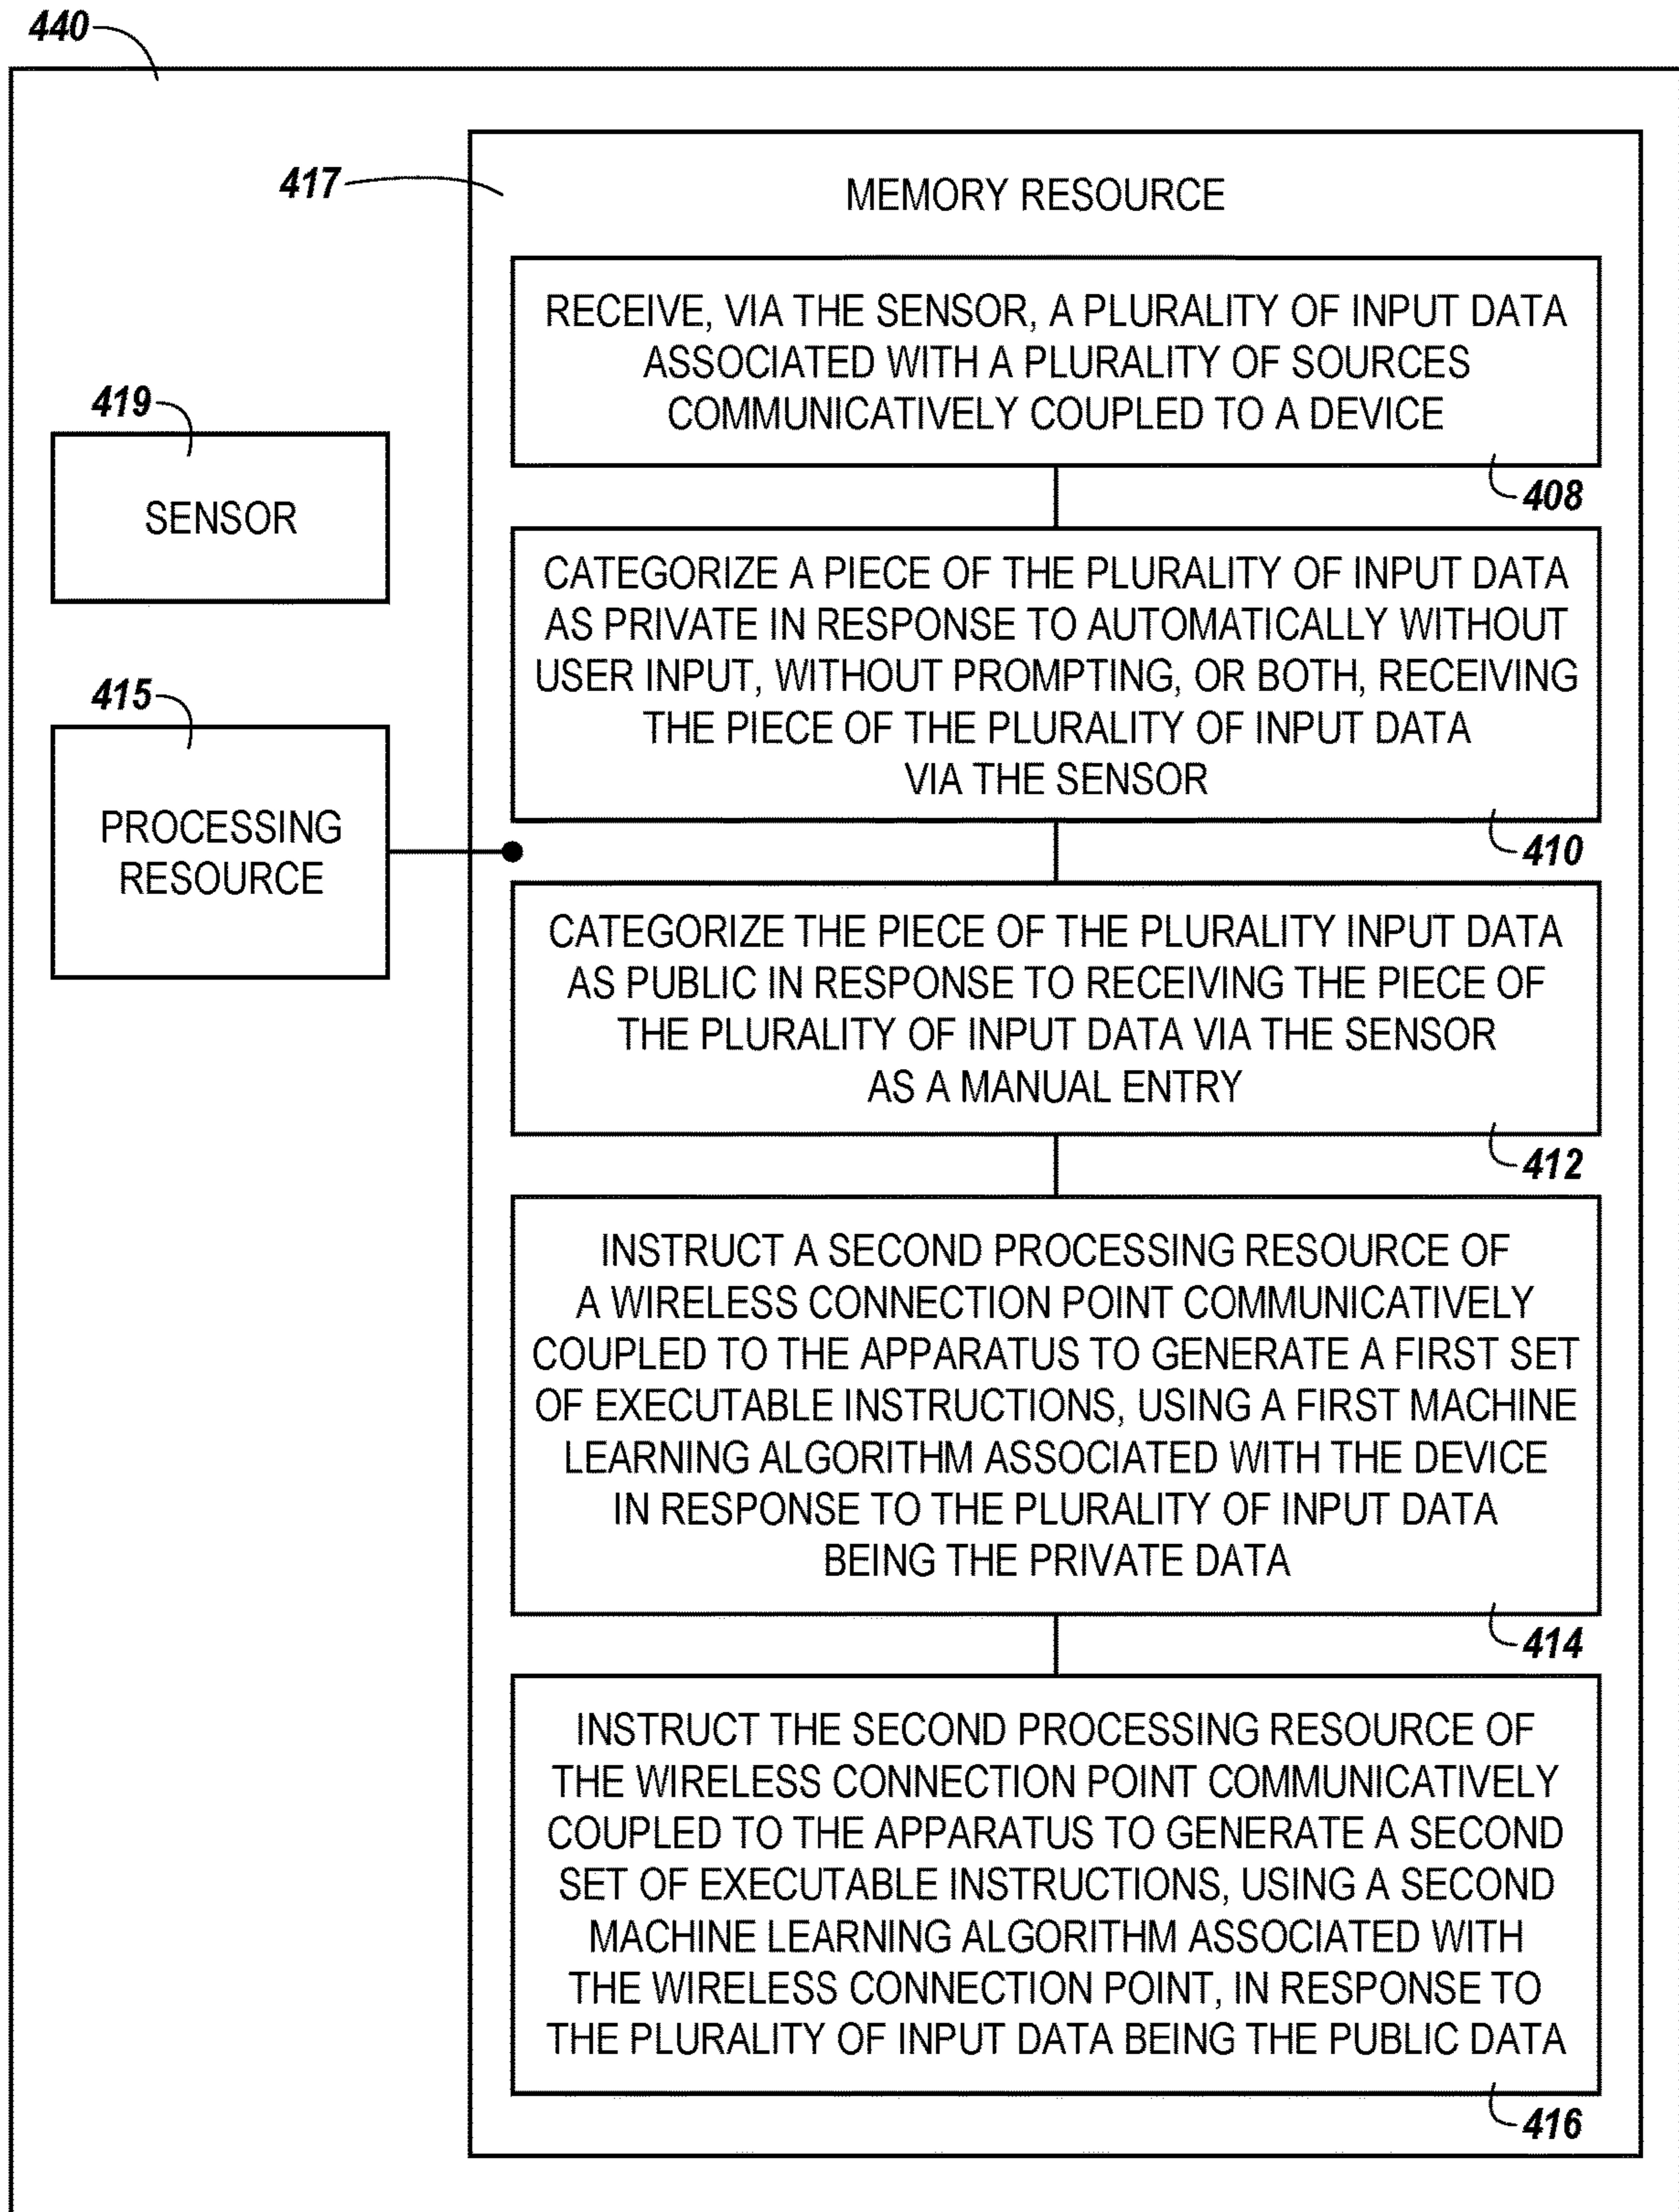 440
417
MEMORY RESOURCE
RECEIVE, VIA THE SENSOR, A PLURALITY OF INPUT DATA
ASSOCIATED WITH A PLURALITY OF SOURCES
COMMUNICATIVELY COUPLED TO A DEVICE
408
419
SENSOR
CATEGORIZE A PIECE OF THE PLURALITY OF INPUT DATA
AS PRIVATE IN RESPONSE TO AUTOMATICALLY WITHOUT
USER INPUT, WITHOUT PROMPTING, OR BOTH, RECEIVING
THE PIECE OF THE PLURALITY OF INPUT DATA
VIA THE SENSOR
410
415
PROCESSING
RESOURCE
CATEGORIZE THE PIECE OF THE PLURALITY INPUT DATA
AS PUBLIC IN RESPONSE TO RECEIVING THE PIECE OF
THE PLURALITY OF INPUT DATA VIA THE SENSOR
AS A MANUAL ENTRY
412
INSTRUCT A SECOND PROCESSING RESOURCE OF
A WIRELESS CONNECTION POINT COMMUNICATIVELY
COUPLED TO THE APPARATUS TO GENERATE A FIRST SET
OF EXECUTABLE INSTRUCTIONS, USING A FIRST MACHINE
LEARNING ALGORITHM ASSOCIATED WITH THE DEVICE
IN RESPONSE TO THE PLURALITY OF INPUT DATA
BEING THE PRIVATE DATA
414
INSTRUCT THE SECOND PROCESSING RESOURCE OF
THE WIRELESS CONNECTION POINT COMMUNICATIVELY
COUPLED TO THE APPARATUS TO GENERATE A SECOND
SET OF EXECUTABLE INSTRUCTIONS, USING A SECOND
MACHINE LEARNING ALGORITHM ASSOCIATED WITH
THE WIRELESS CONNECTION POINT, IN RESPONSE TO
THE PLURALITY OF INPUT DATA BEING THE PUBLIC DATA
416